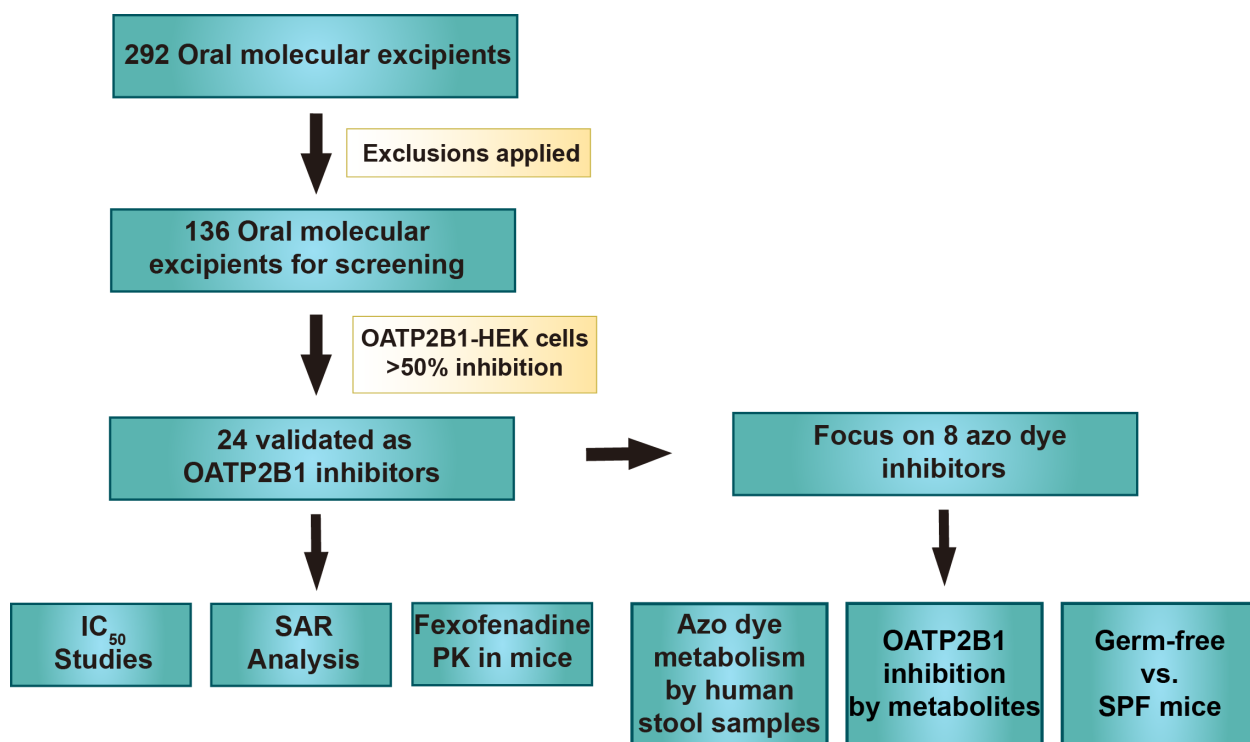 292 Oral molecular excipients
Exclusions applied
136 Oral molecular
excipients for screening
OATP2B1-HEK cells
>50% inhibition
24 validated as
OATP2B1 inhibitors
Focus on 8 azo dye
inhibitors
IC50
Studies
SAR
Analysis
Fexofenadine
PK in mice
Azo dye
metabolism
by human
stool samples
OATP2B1
inhibition
by metabolites
Germ-free
vs.
SPF mice